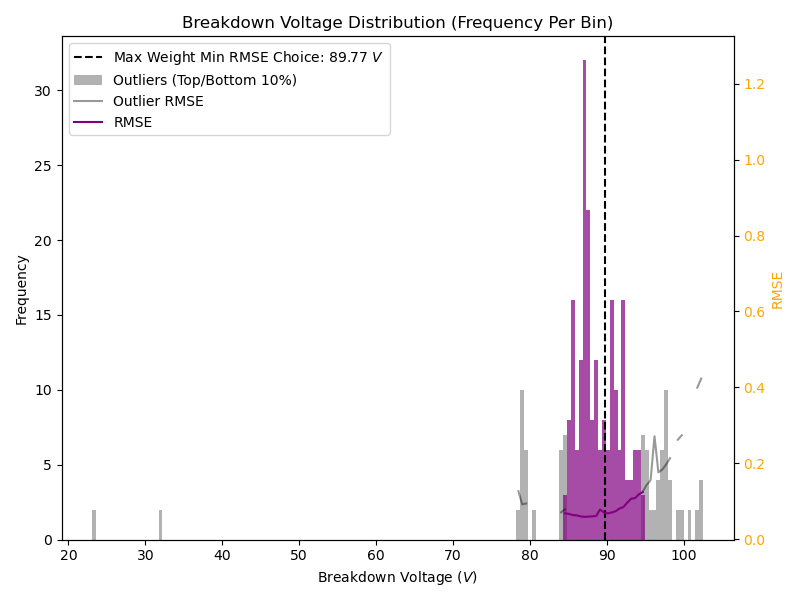 Breakdown Voltage Distribution (Frequency Per Bin)
Max Weight Min RMSE Choice: 89.77 V
Outliers (Top/Bottom 10%)
Outlier RMSE
RMSE
Frequency
30
25
20
15
10
5
0
1.2
1.0
0.8
0.6
0.4
0.2
0.0
RMSE
20 30 40 50 60 70 80 90 100
Breakdown Voltage (V)